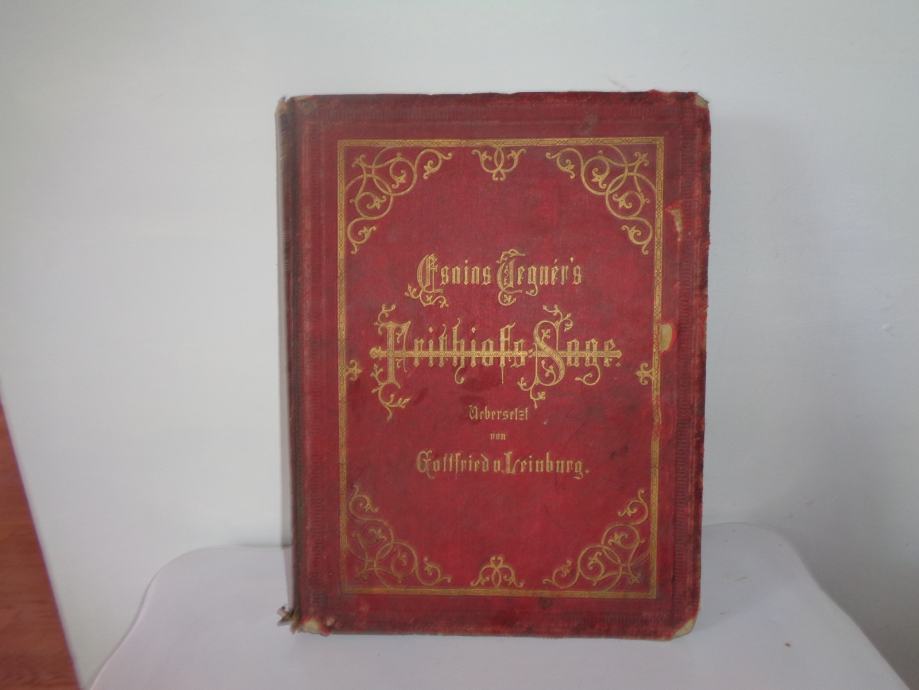 Esaias Tegnér's
Frithiofs-Sage.
Uebersetzt
von
Gottfried v. Leinburg.